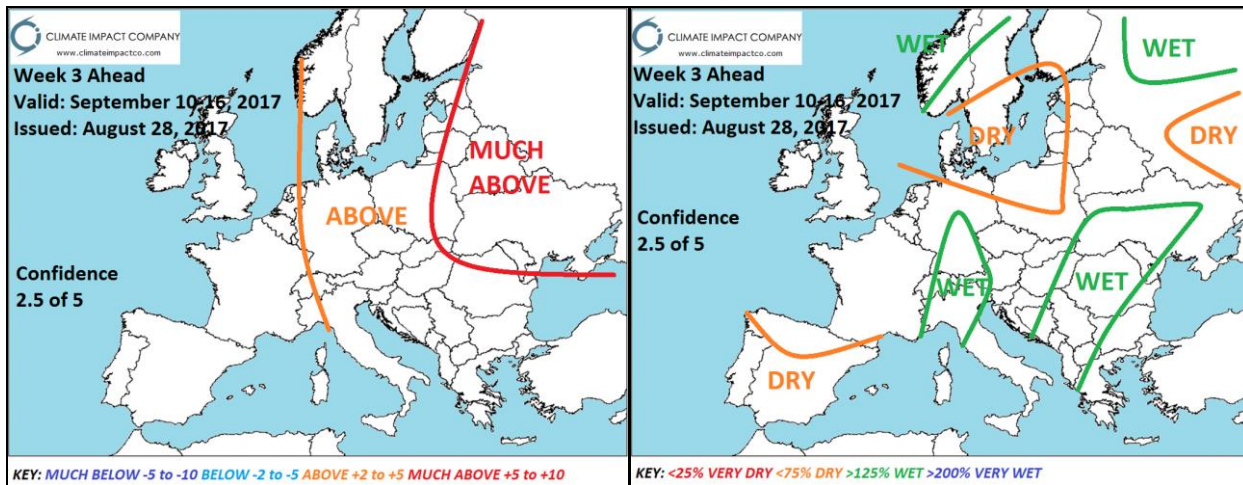 CLIMATE IMPACT COMPANY
www.climateimpactco.com
Week 3 Ahead
Valid: September 10-16, 2017
Issued: August 28, 2017
MUCH
ABOVE
ABOVE
Confidence
2.5 of 5
KEY: MUCH BELOW -5 to -10 BELOW -2 to -5 ABOVE +2 to +5 MUCH ABOVE +5 to +10
CLIMATE IMPACT COMPANY
www.climateimpactco.com
WET
WET
Week 3 Ahead
Valid: September 10-16, 2017
Issued: August 28, 2017
DRY
DRY
Confidence
2.5 of 5
WET
WET
DRY
KEY: <25% VERY DRY <75% DRY >125% WET >200% VERY WET